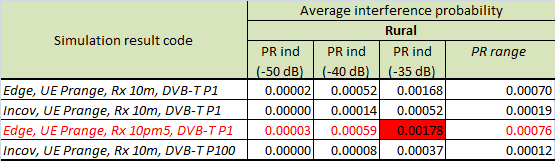 Simulation result code
Average interference probability
Rural
PR ind (-50 dB)
PR ind (-40 dB)
PR ind (-35 dB)
PR range
Edge, UE Prange, Rx 10m, DVB-T P1 0.00002 0.00052 0.00168 0.00070
Incov, UE Prange, Rx 10m, DVB-T P1 0.00000 0.00014 0.00052 0.00019
Edge, UE Prange, Rx 10pm5, DVB-T P1 0.00003 0.00059 0.00178 0.00076
Incov, UE Prange, Rx 10m, DVB-T P100 0.00000 0.00008 0.00037 0.00012